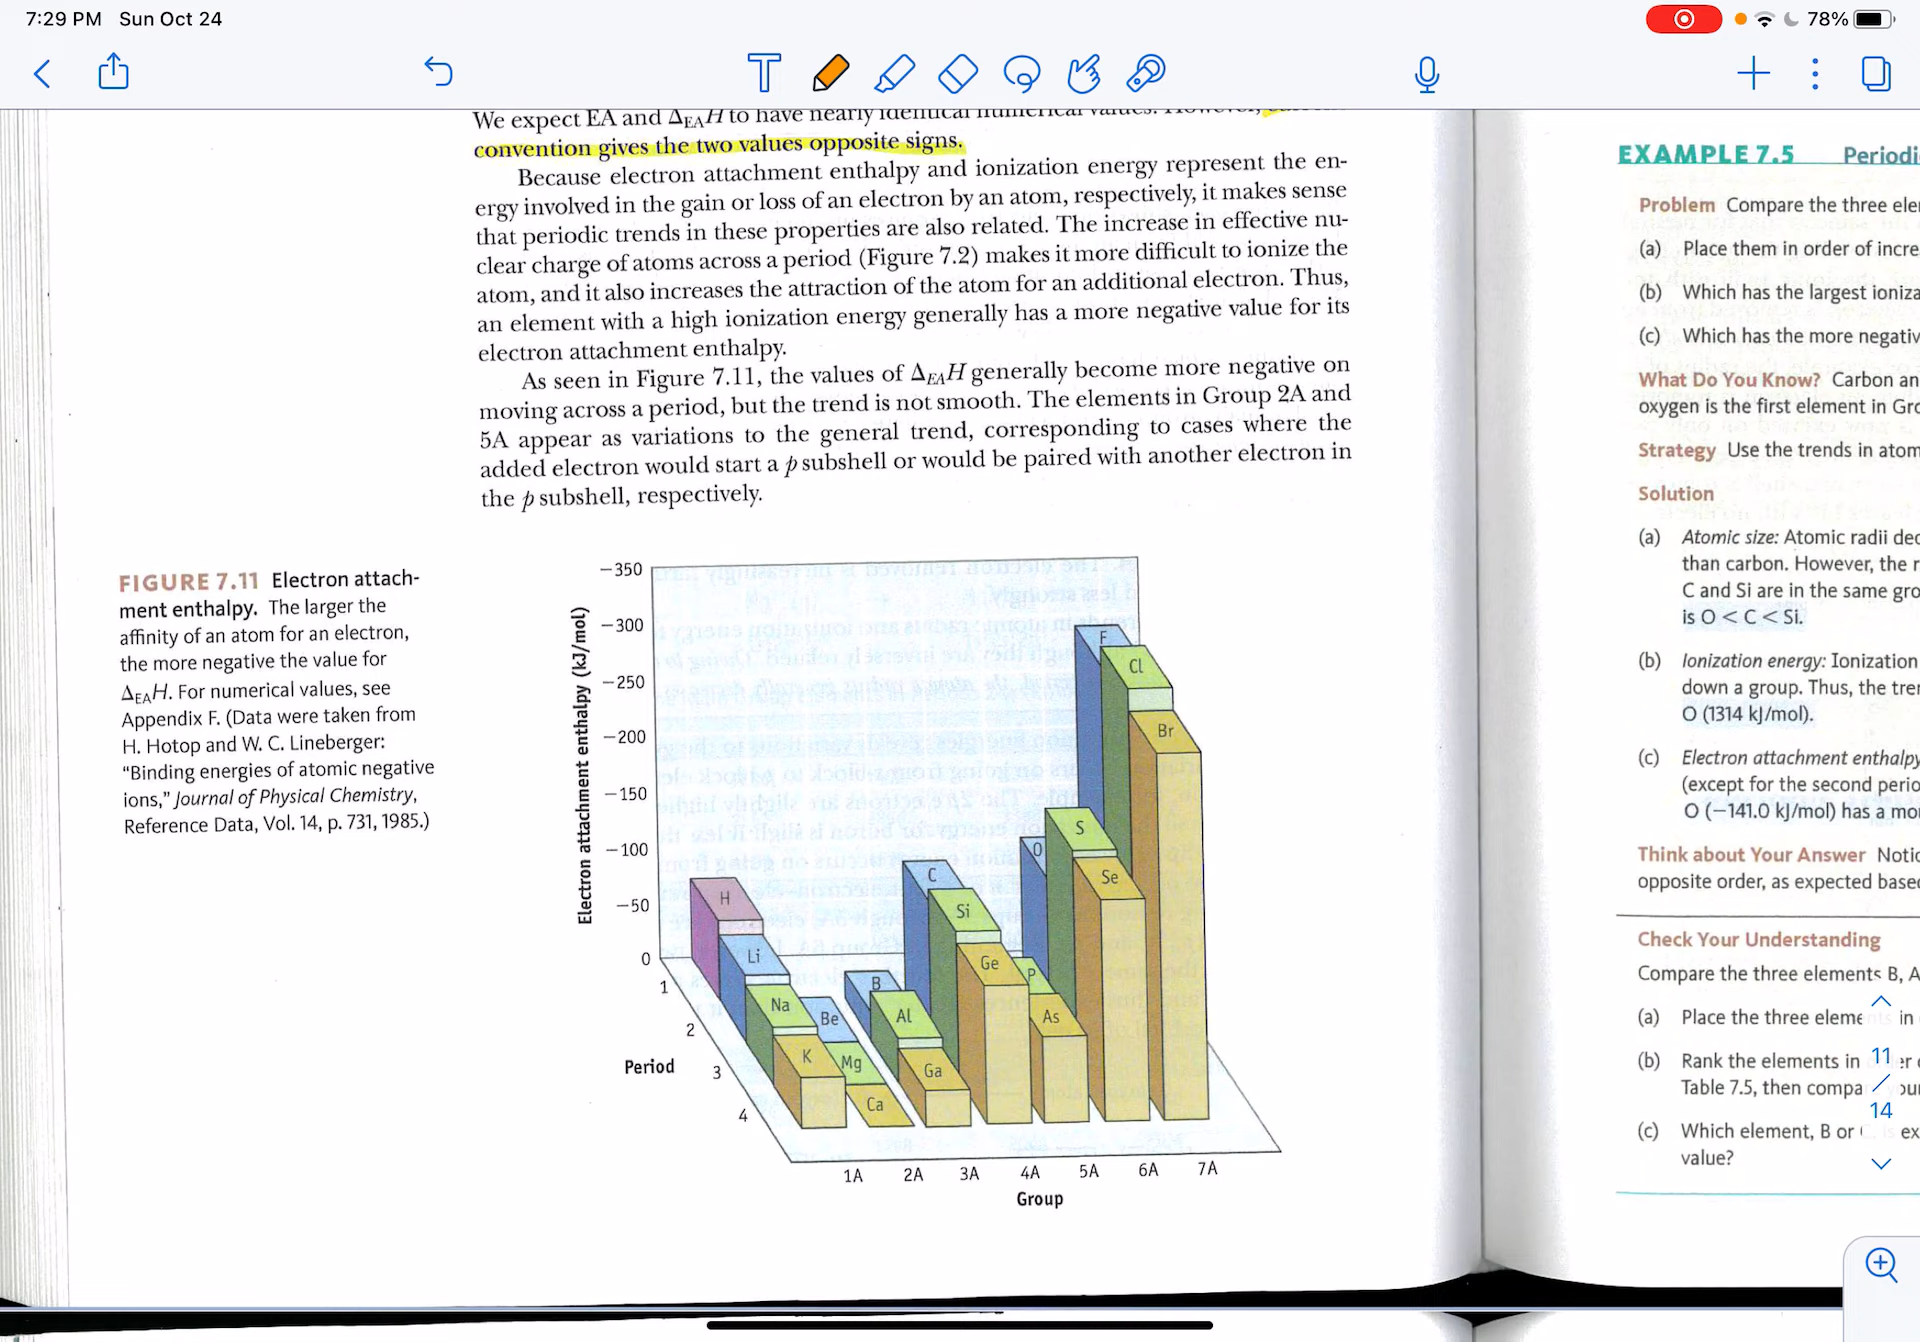 7:29 PM Sun Oct 24
78%
We expect EA and ΔEAH to have nearly identical numerical values. However,
convention gives the two values opposite signs.
Because electron attachment enthalpy and ionization energy represent the en-
ergy involved in the gain or loss of an electron by an atom, respectively, it makes sense
that periodic trends in these properties are also related. The increase in effective nu-
clear charge of atoms across a period (Figure 7.2) makes it more difficult to ionize the
atom, and it also increases the attraction of the atom for an additional electron. Thus,
an element with a high ionization energy generally has a more negative value for its
electron attachment enthalpy.
As seen in Figure 7.11, the values of ΔEAH generally become more negative on
moving across a period, but the trend is not smooth. The elements in Group 2A and
5A appear as variations to the general trend, corresponding to cases where the
added electron would start a p subshell or would be paired with another electron in
the p subshell, respectively.
FIGURE 7.11 Electron attach-
ment enthalpy. The larger the
affinity of an atom for an electron,
the more negative the value for
ΔEAH. For numerical values, see
Appendix F. (Data were taken from
H. Hotop and W. C. Lineberger:
"Binding energies of atomic negative
ions," Journal of Physical Chemistry,
Reference Data, Vol. 14, p. 731, 1985.)
Electron attachment enthalpy (kJ/mol)
−350
−300
−250
−200
−150
−100
−50
0
F
Cl
Br
S
O
Se
C
H
Si
Li
Ge
P
B
Na
Be
Al
As
K
Mg
Ga
Ca
1
2
3
4
Period
1A 2A 3A 4A 5A 6A 7A
Group
EXAMPLE 7.5 Periodi
Problem Compare the three ele
(a) Place them in order of incre
(b) Which has the largest ioniza
(c) Which has the more negativ
What Do You Know? Carbon an
oxygen is the first element in Gro
Strategy Use the trends in atom
Solution
(a) Atomic size: Atomic radii dec
than carbon. However, the r
C and Si are in the same gro
is O < C < Si.
(b) Ionization energy: Ionization
down a group. Thus, the tre
O (1314 kJ/mol).
(c) Electron attachment enthalpy
(except for the second perio
O (−141.0 kJ/mol) has a mo
Think about Your Answer Notic
opposite order, as expected base
Check Your Understanding
Compare the three elements B, A
(a) Place the three eleme in
(b) Rank the elements in
Table 7.5, then compa
(c) Which element, B or ex
value?
11
/
14